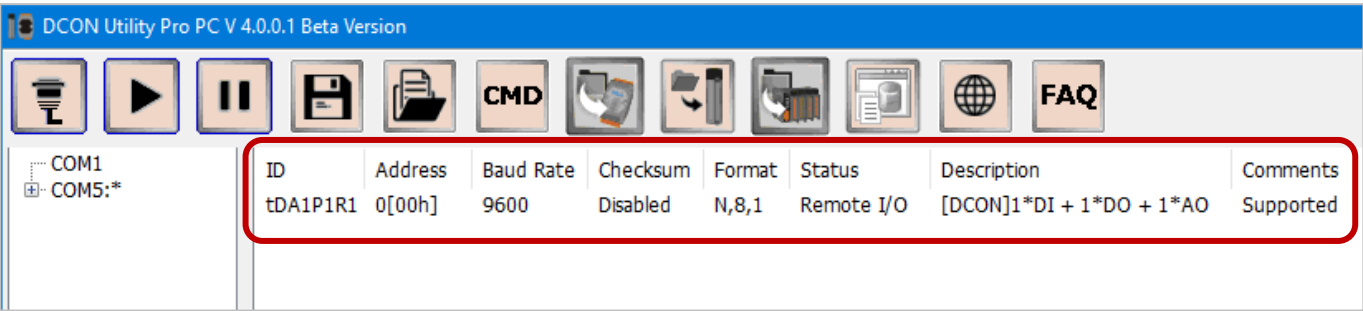 DCON Utility Pro PC V 4.0.0.1 Beta Version
CMD FAQ
COM1
COM5:*
ID Address Baud Rate Checksum Format Status Description Comments
tDA1P1R1 0[00h] 9600 Disabled N,8,1 Remote I/O [DCON]1*DI + 1*DO + 1*AO Supported